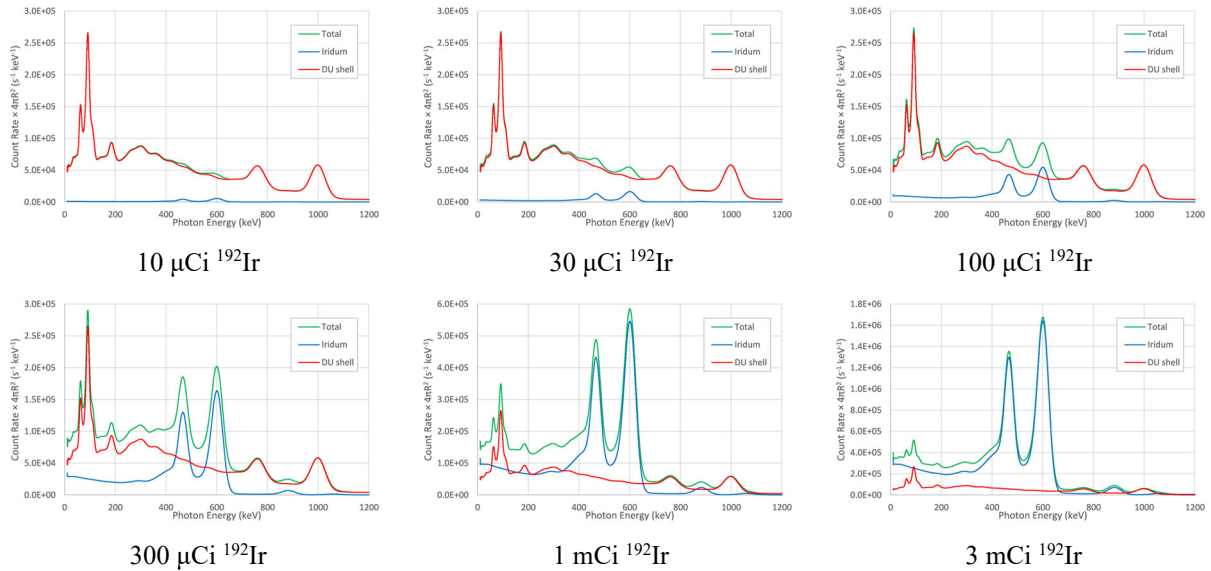 3.0E+05
2.5E+05
2.0E+05
1.5E+05
1.0E+05
5.0E+04
0.0E+00
Count Rate × 4πR² (s⁻¹ keV⁻¹)
Total
Iridum
DU shell
0 200 400 600 800 1000 1200
Photon Energy (keV)
10 μCi ¹⁹²Ir
3.0E+05
2.5E+05
2.0E+05
1.5E+05
1.0E+05
5.0E+04
0.0E+00
Count Rate × 4πR² (s⁻¹ keV⁻¹)
Total
Iridum
DU shell
0 200 400 600 800 1000 1200
Photon Energy (keV)
30 μCi ¹⁹²Ir
3.0E+05
2.5E+05
2.0E+05
1.5E+05
1.0E+05
5.0E+04
0.0E+00
Count Rate × 4πR² (s⁻¹ keV⁻¹)
Total
Iridum
DU shell
0 200 400 600 800 1000 1200
Photon Energy (keV)
100 μCi ¹⁹²Ir
3.0E+05
2.5E+05
2.0E+05
1.5E+05
1.0E+05
5.0E+04
0.0E+00
Count Rate × 4πR² (s⁻¹ keV⁻¹)
Total
Iridum
DU shell
0 200 400 600 800 1000 1200
Photon Energy (keV)
300 μCi ¹⁹²Ir
6.0E+05
5.0E+05
4.0E+05
3.0E+05
2.0E+05
1.0E+05
0.0E+00
Count Rate × 4πR² (s⁻¹ keV⁻¹)
Total
Iridum
DU shell
0 200 400 600 800 1000 1200
Photon Energy (keV)
1 mCi ¹⁹²Ir
1.8E+06
1.6E+06
1.4E+06
1.2E+06
1.0E+06
8.0E+05
6.0E+05
4.0E+05
2.0E+05
0.0E+00
Count Rate × 4πR² (s⁻¹ keV⁻¹)
Total
Iridum
DU shell
0 200 400 600 800 1000 1200
Photon Energy (keV)
3 mCi ¹⁹²Ir